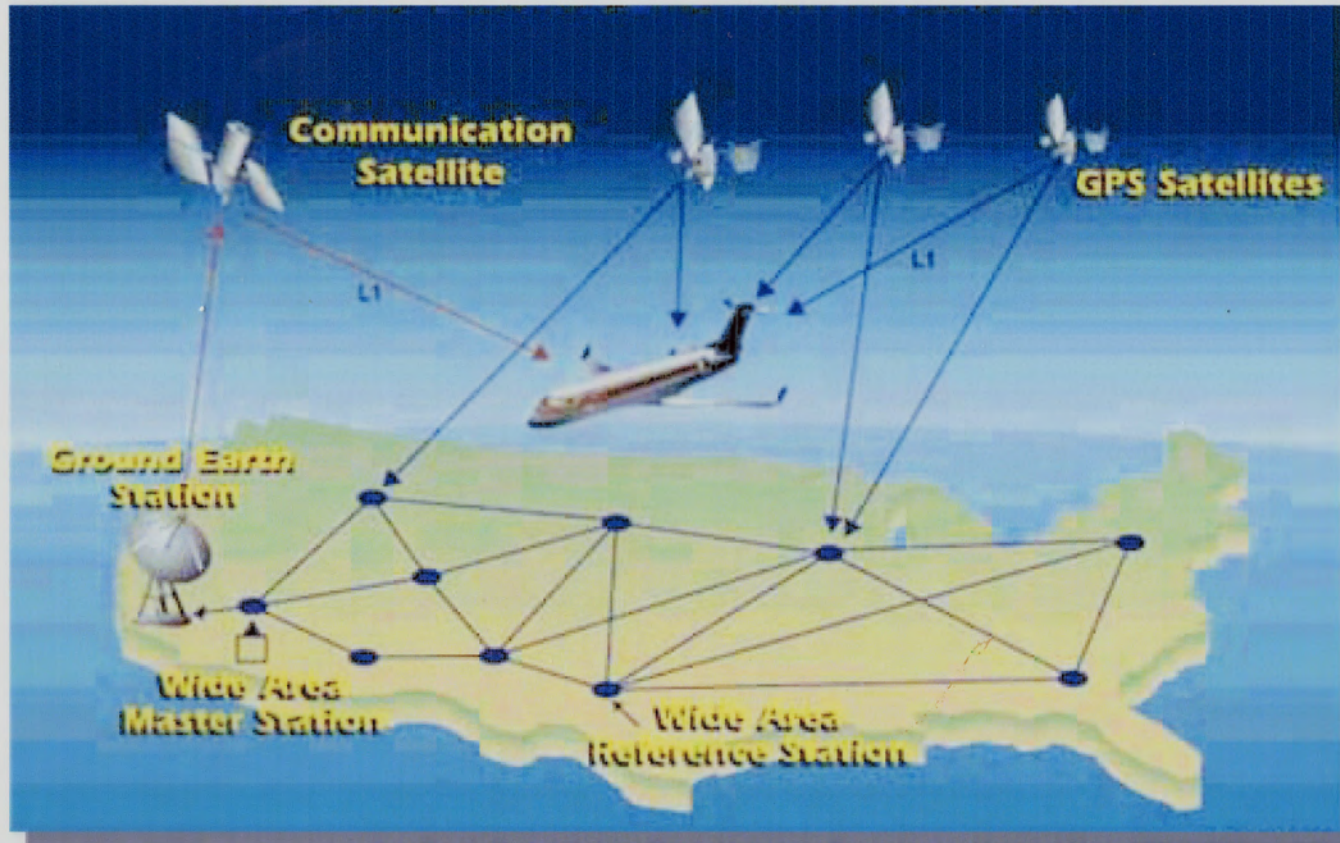 Communication
Satellite
GPS Satellites
L1
L1
Ground Earth
Station
Wide Area
Master Station
Wide Area
Reference Station